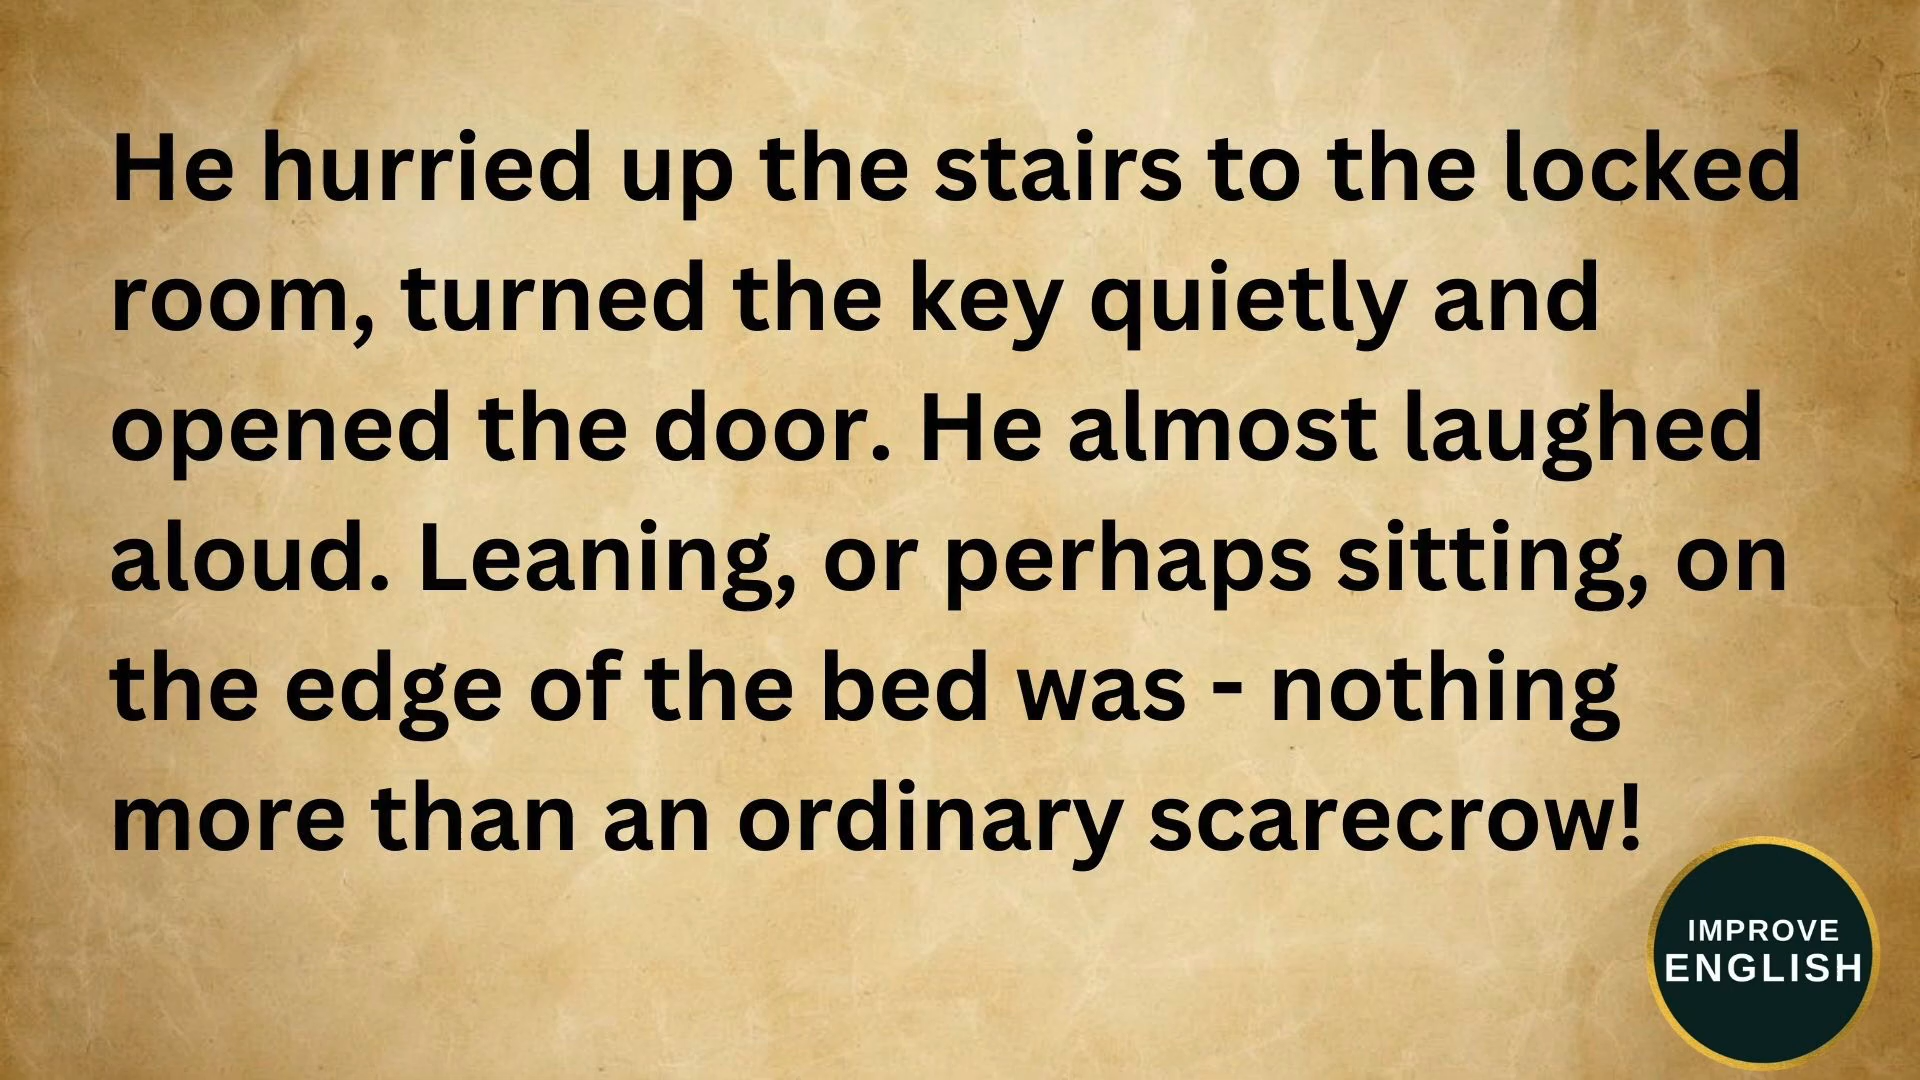 He hurried up the stairs to the locked
room, turned the key quietly and
opened the door. He almost laughed
aloud. Leaning, or perhaps sitting, on
the edge of the bed was - nothing
more than an ordinary scarecrow!
IMPROVE
ENGLISH